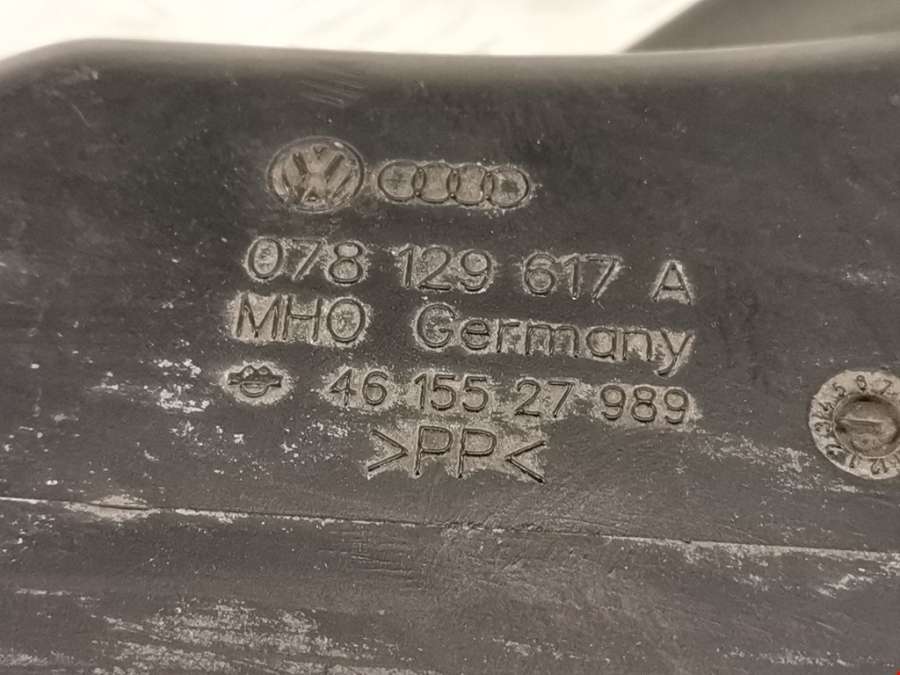 078 129 617 A
MHO Germany
46 155 27 989
>PP<